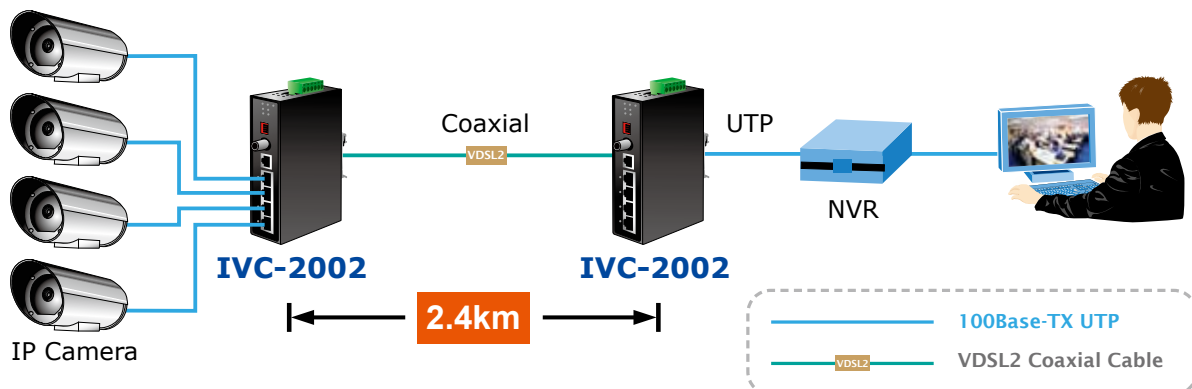 Coaxial
VDSL2
UTP
NVR
IVC-2002
IVC-2002
2.4km
IP Camera
100Base-TX UTP
VDSL2
VDSL2 Coaxial Cable